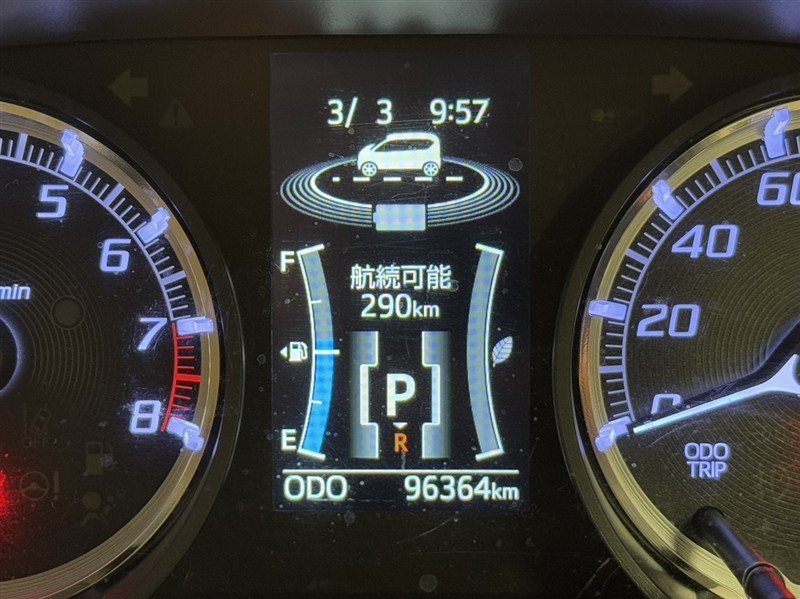 3/ 3 9:57
5
6
7
8
min
F
航続可能
290km
P
R
E
ODO 96364km
60
40
20
0
ODO
TRIP
OFF